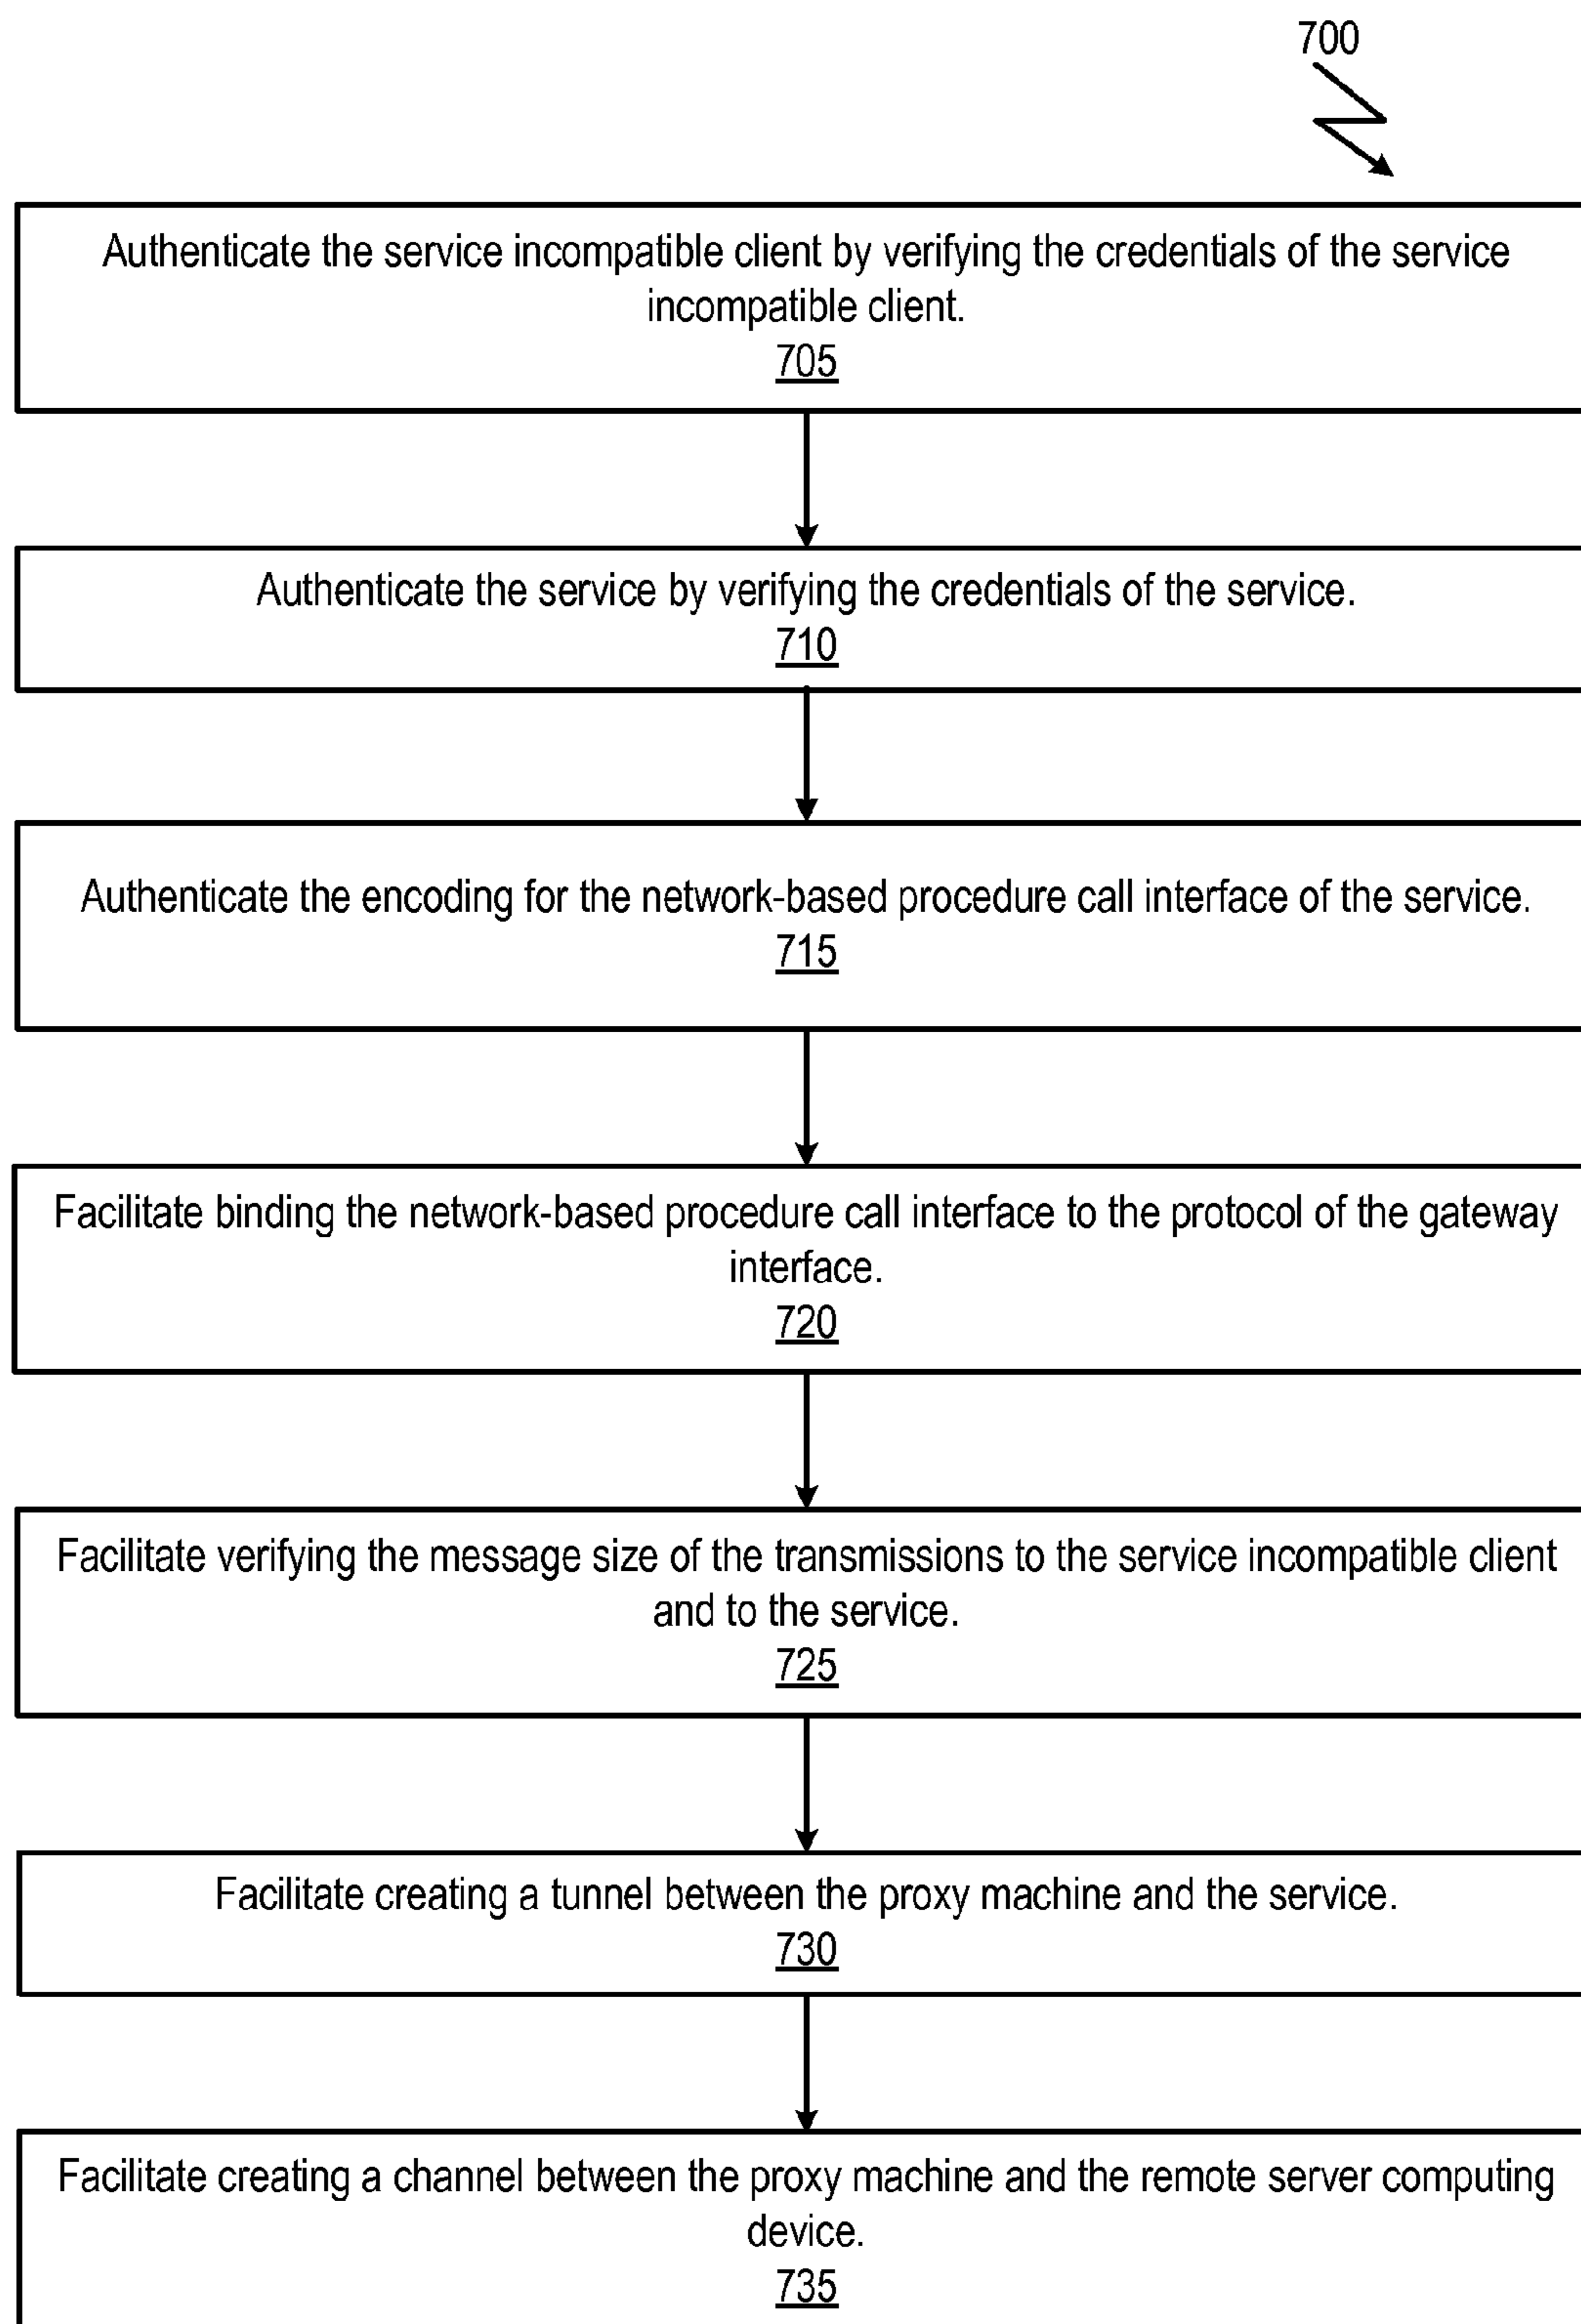 700
Authenticate the service incompatible client by verifying the credentials of the service
incompatible client.
705
Authenticate the service by verifying the credentials of the service.
710
Authenticate the encoding for the network-based procedure call interface of the service.
715
Facilitate binding the network-based procedure call interface to the protocol of the gateway
interface.
720
Facilitate verifying the message size of the transmissions to the service incompatible client
and to the service.
725
Facilitate creating a tunnel between the proxy machine and the service.
730
Facilitate creating a channel between the proxy machine and the remote server computing
device.
735